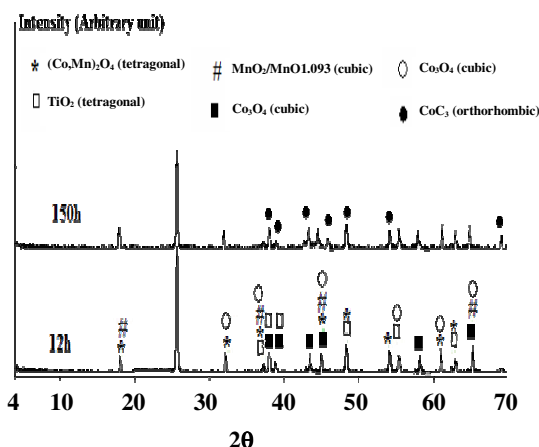 Intensity (Arbitrary unit)
* (Co,Mn)₂O₄ (tetragonal)
# MnO₂/MnO1.093 (cubic)
○ Co₃O₄ (cubic)
▯ TiO₂ (tetragonal)
■ Co₃O₄ (cubic)
● CoC₃ (orthorhombic)
150h
12h
4 10 20 30 40 50 60 70
2θ